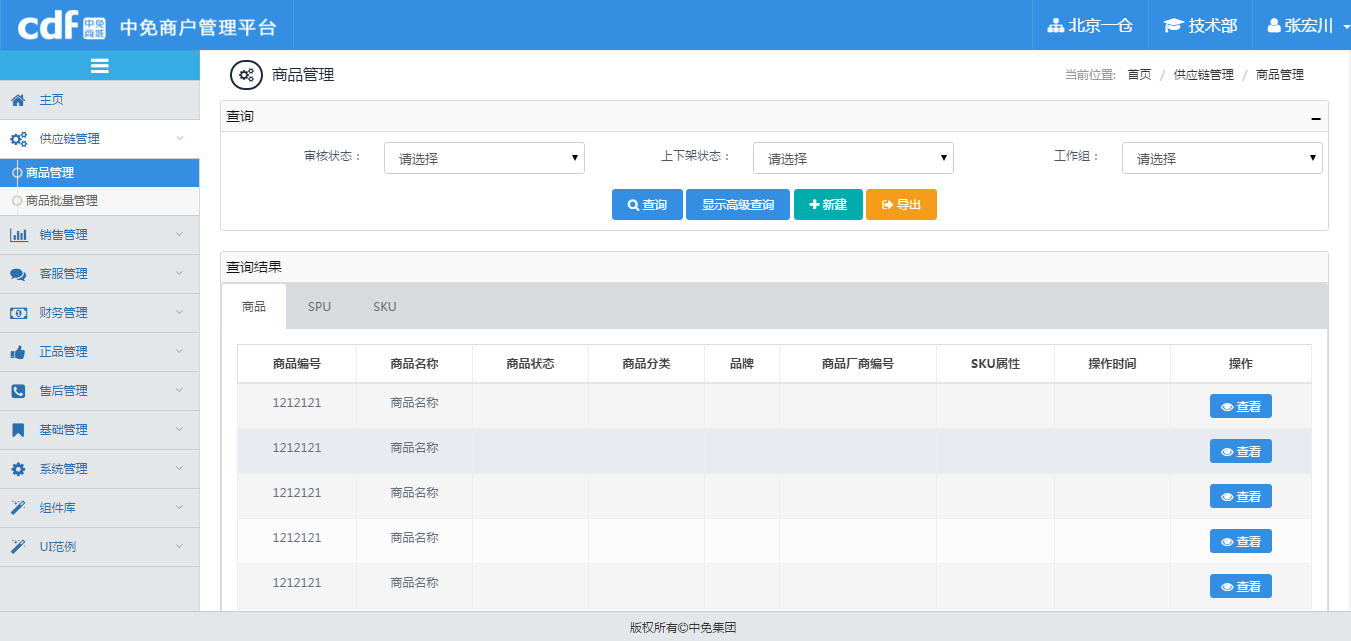 cdf 中免商城 中免商户管理平台 北京一仓 技术部 张宏川
商品管理 当前位置: 首页 / 供应链管理 / 商品管理
主页
供应链管理
商品管理
商品批量管理
销售管理
客服管理
财务管理
正品管理
售后管理
基础管理
系统管理
组件库
UI范例
查询
审核状态： 请选择 上下架状态： 请选择 工作组： 请选择
查询 显示高级查询 新建 导出
查询结果
商品 SPU SKU
商品编号 商品名称 商品状态 商品分类 品牌 商品厂商编号 SKU属性 操作时间 操作
1212121 商品名称 查看
1212121 商品名称 查看
1212121 商品名称 查看
1212121 商品名称 查看
1212121 商品名称 查看
版权所有©中免集团